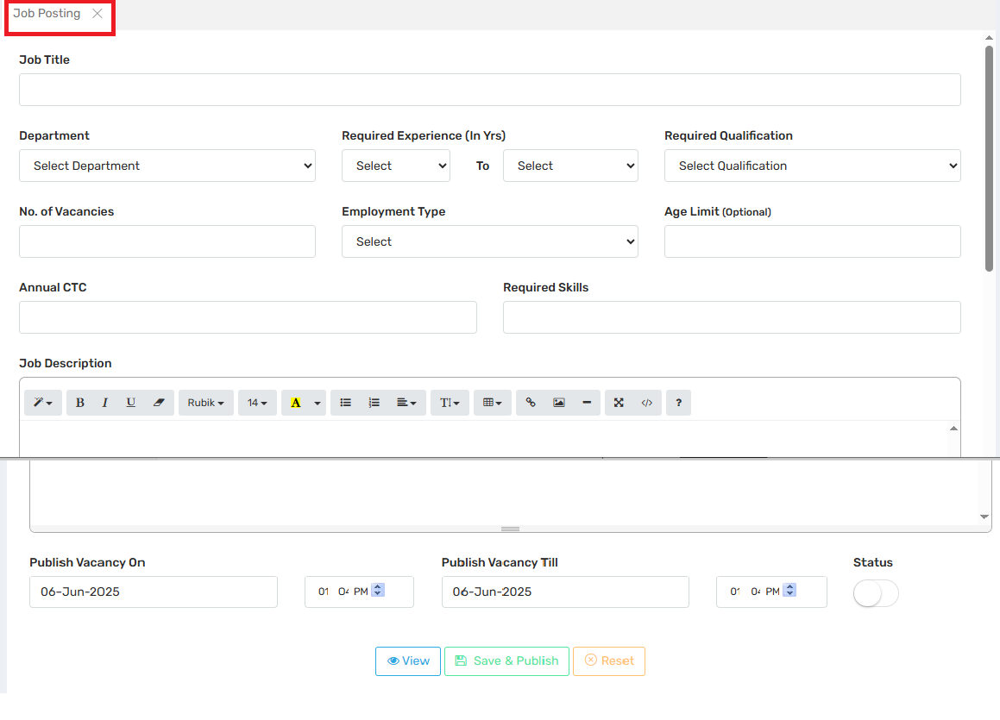 Job Posting
Job Title
Department Required Experience (In Yrs) Required Qualification
Select Department Select To Select Select Qualification
No. of Vacancies Employment Type Age Limit (Optional)
Select
Annual CTC Required Skills
Job Description
B I U Rubik 14 A T ?
Publish Vacancy On Publish Vacancy Till Status
06-Jun-2025 01 04 PM 06-Jun-2025 01 04 PM
View Save & Publish Reset